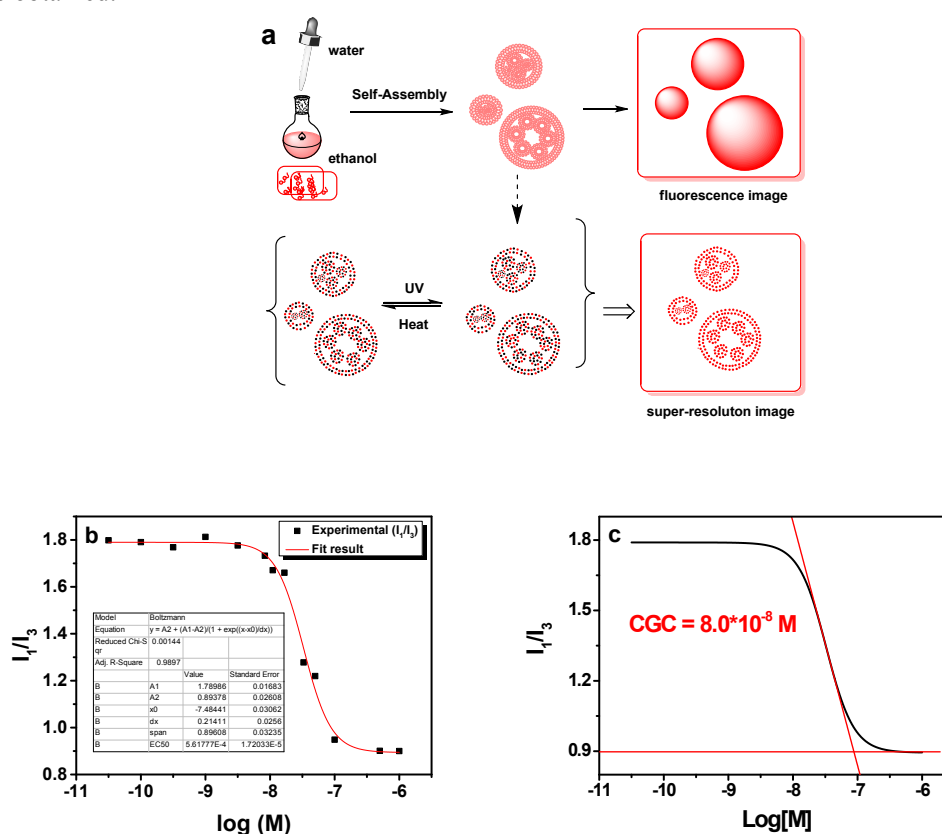 a
water
Self-Assembly
ethanol
fluorescence image
UV
Heat
super-resoluton image
b
Experimental (I1/I3)
Fit result
1.8
1.6
1.4
1.2
1.0
0.8
I1/I3
Model Boltzmann
Equation y = A2 + (A1-A2)/(1 + exp((x-x0)/dx))
Reduced Chi-S
qr 0.00144
Adj. R-Square 0.9897
Value Standard Error
B A1 1.78986 0.01683
B A2 0.89378 0.02608
B x0 -7.48441 0.03062
B dx 0.21411 0.0256
B span 0.89608 0.03235
B EC50 5.61777E-4 1.72033E-5
-11 -10 -9 -8 -7 -6
log (M)
c
1.8
1.5
1.2
0.9
I1/I3
CGC = 8.0*10-8 M
-11 -10 -9 -8 -7 -6
Log[M]